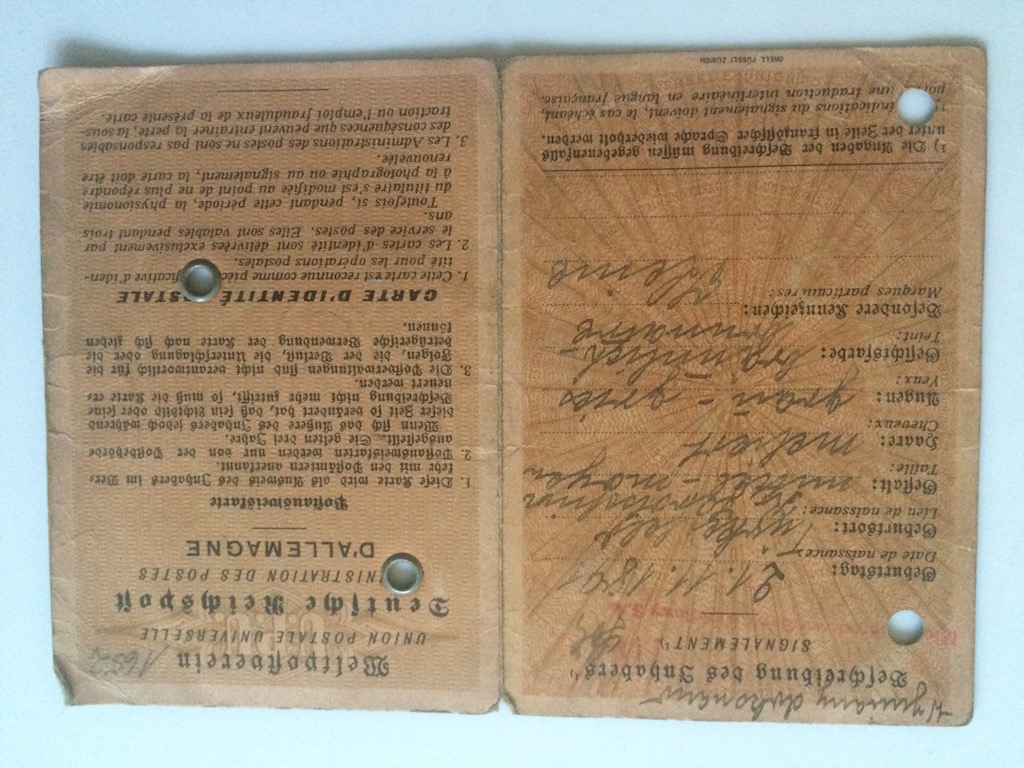 Wymiany dokonano
Beschreibung des Inhabers¹)
SIGNALEMENT¹)
Geburtstag: 21. 11. 1891
Date de naissance:
Geburtsort:
Lien de naissance:
Gestalt: mittel - moyen
Taille:
Haare: meliert
Cheveux:
Augen: grau - gris
Yeux:
Gesichtsfarbe: bräunlich -
Teint: brunâtre
Besondere Kennzeichen:
Marques particulières: Keine
¹) Die Angaben der Beschreibung müssen gegebenenfalls
unter der Zeile in französischer Sprache wiederholt werden.
indications du signalement doivent, le cas échéant,
une traduction interlinéaire en langue française.
ORELL FÜSSLI ZÜRICH
Weltpostverein
UNION POSTALE UNIVERSELLE
Deutsche Reichspost
ADMINISTRATION DES POSTES
D'ALLEMAGNE
Postausweiskarte
1. Diese Karte wird als Ausweis des Inhabers im Ver-
kehr mit den Postämtern anerkannt.
2. Postausweiskarten werden nur von der Postbehörde
ausgestellt. Sie gelten drei Jahre.
Wenn sich das Äußere des Inhabers jedoch während
dieser Zeit so verändert hat, daß sein Lichtbild oder seine
Beschreibung nicht mehr zutrifft, so muß die Karte er-
neuert werden.
3. Die Postverwaltungen sind nicht verantwortlich für die
Folgen, die der Verlust, die Unterschlagung oder die
betrügerische Verwendung der Karte nach sich ziehen
können.
CARTE D'IDENTITÉ POSTALE
1. Cette carte est reconnue comme pièce justificative d'iden-
tité pour les opérations postales.
2. Les cartes d'identité sont délivrées exclusivement par
le service des postes. Elles sont valables pendant trois
ans.
Toutefois si, pendant cette période, la physionomie
du titulaire s'est modifiée au point de ne plus répondre
à la photographie ou au signalement, la carte doit être
renouvelée.
3. Les Administrations des postes ne sont pas responsables
des conséquences que peuvent entraîner la perte, la sous-
traction ou l'emploi frauduleux de la présente carte.